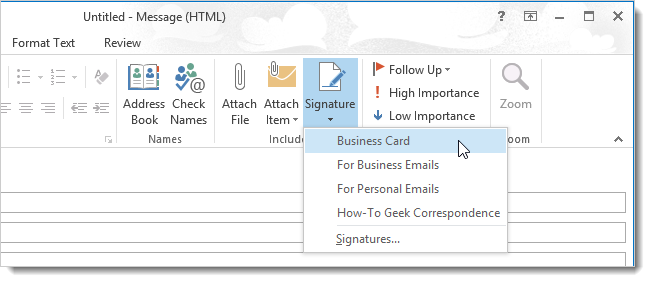 Untitled - Message (HTML)
?
Format Text Review
Address Book
Check Names
Attach File
Attach Item
Signature
Follow Up
High Importance
Low Importance
Zoom
Names
Include
oom
Business Card
For Business Emails
For Personal Emails
How-To Geek Correspondence
Signatures...